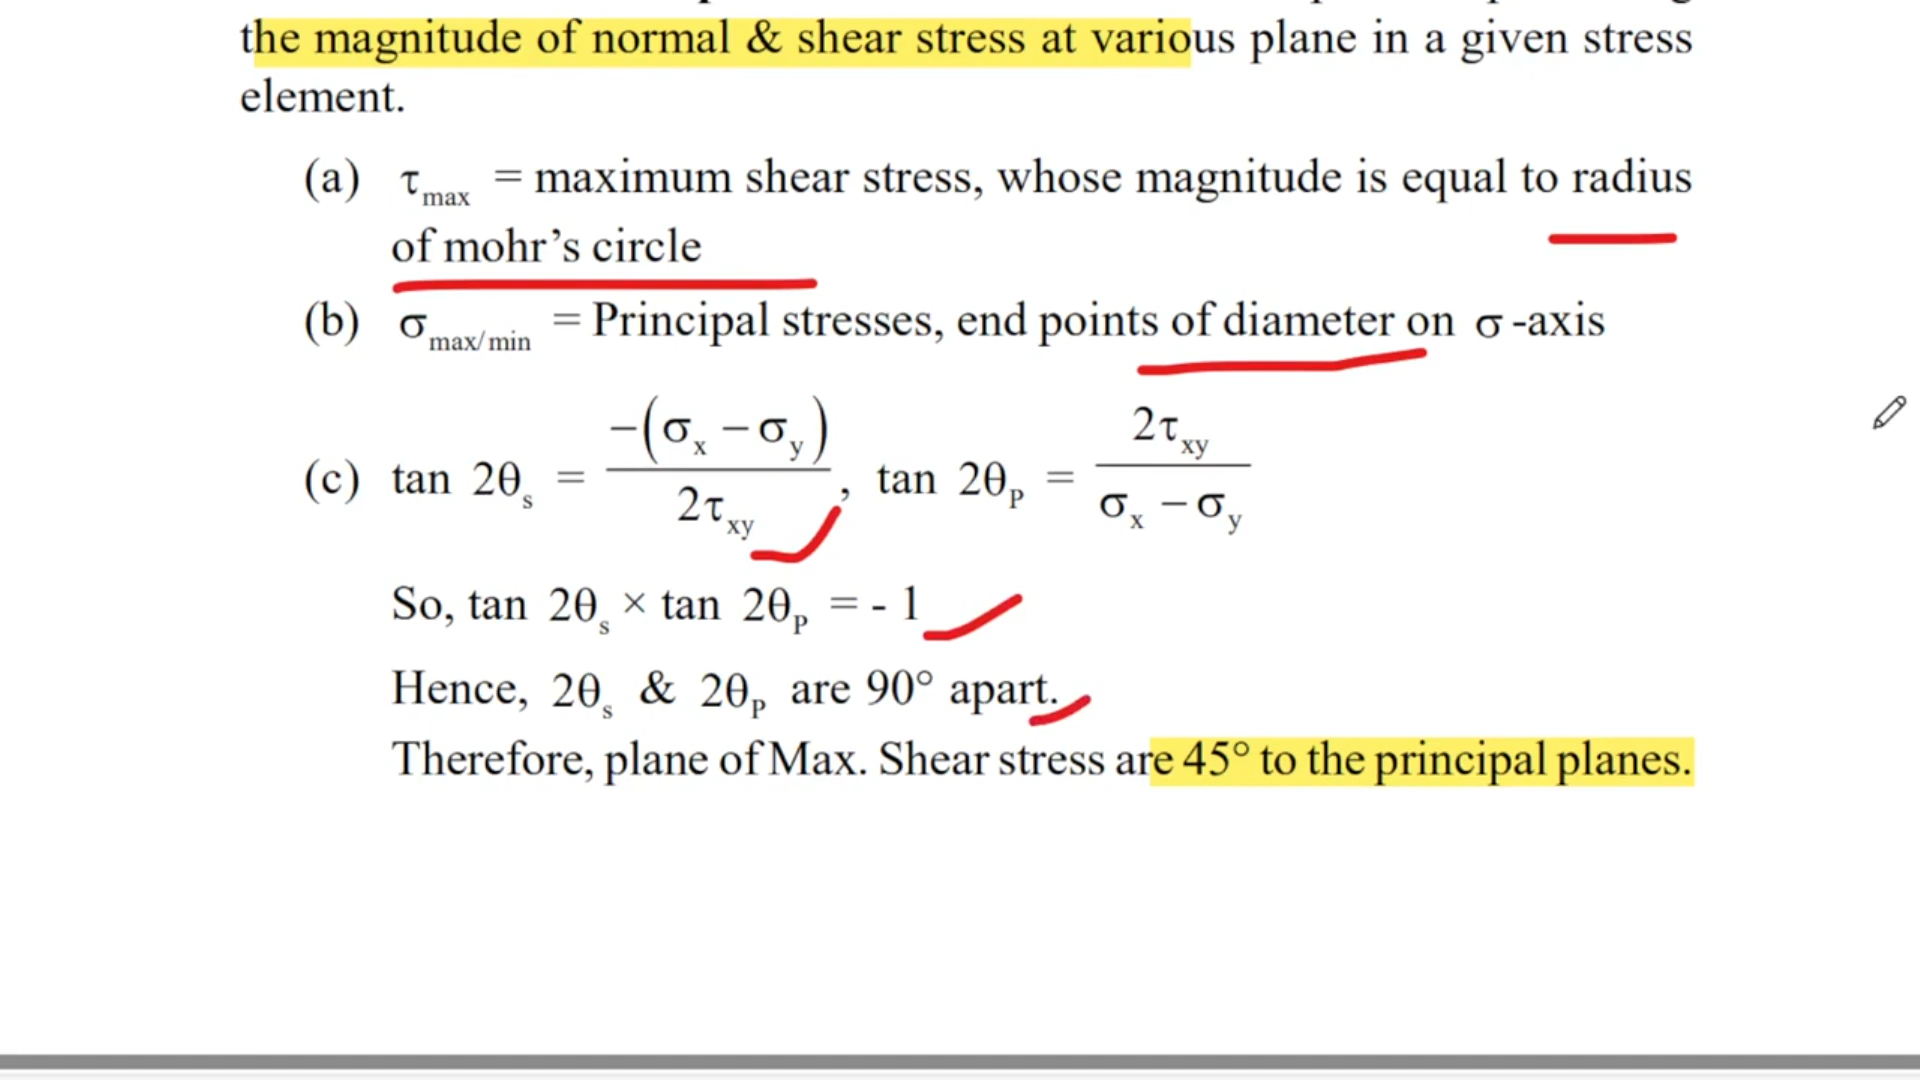 the magnitude of normal & shear stress at various plane in a given stress
element.
(a) τmax = maximum shear stress, whose magnitude is equal to radius
of mohr’s circle
(b) σmax/min = Principal stresses, end points of diameter on σ-axis
(c) tan 2θs = −(σx − σy) / 2τxy, tan 2θP = 2τxy / σx − σy
So, tan 2θs × tan 2θP = - 1
Hence, 2θs & 2θP are 90° apart.
Therefore, plane of Max. Shear stress are 45° to the principal planes.